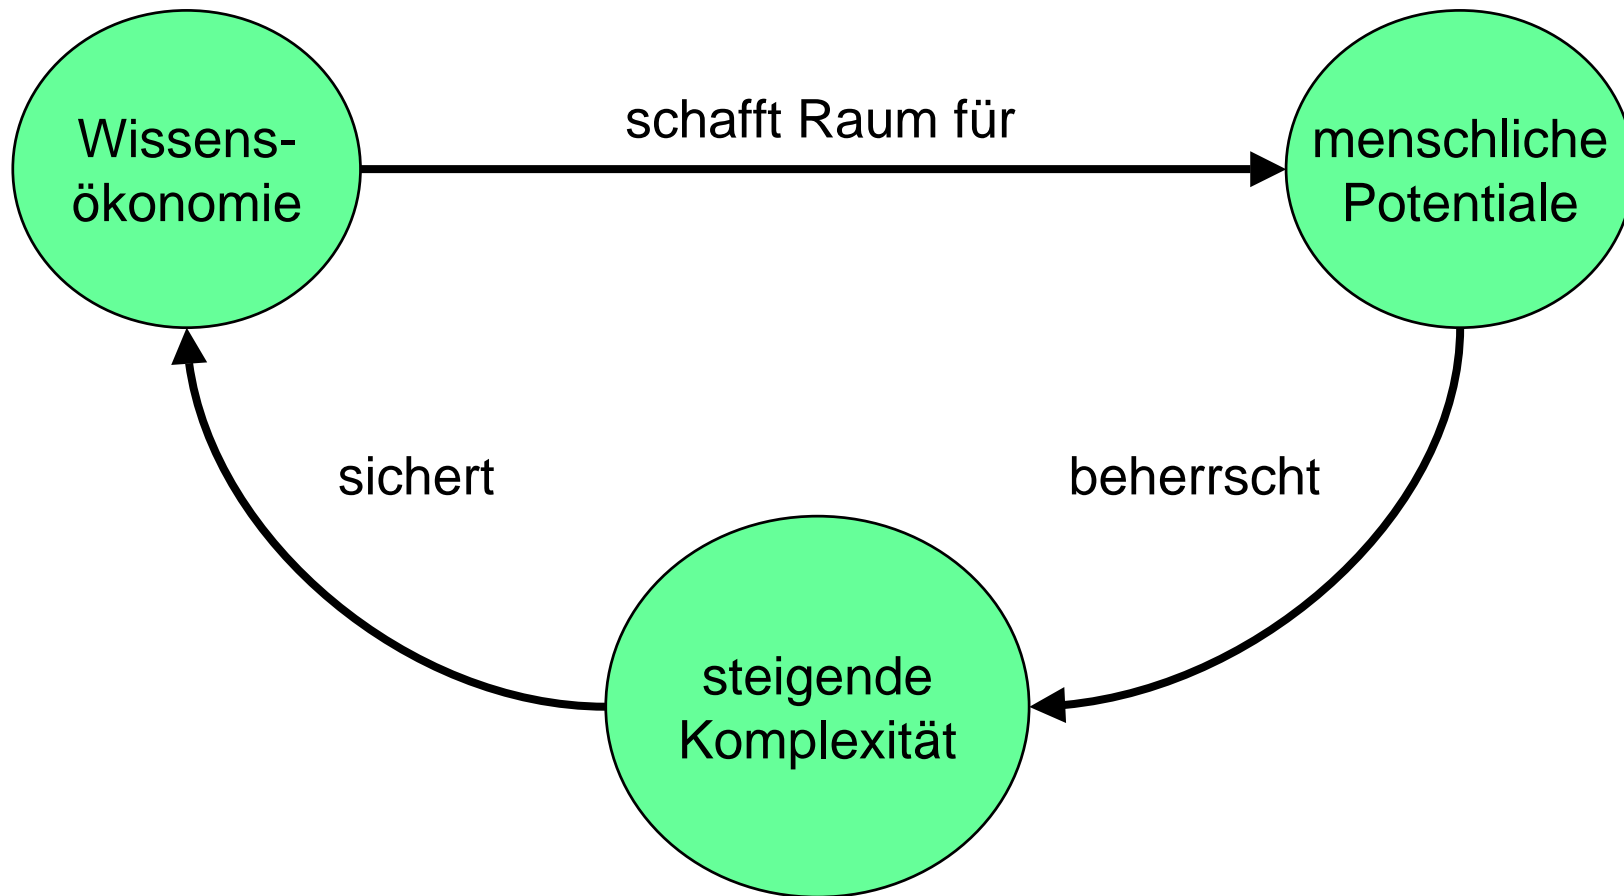 Wissens-
ökonomie
schafft Raum für
menschliche
Potentiale
sichert
beherrscht
steigende
Komplexität